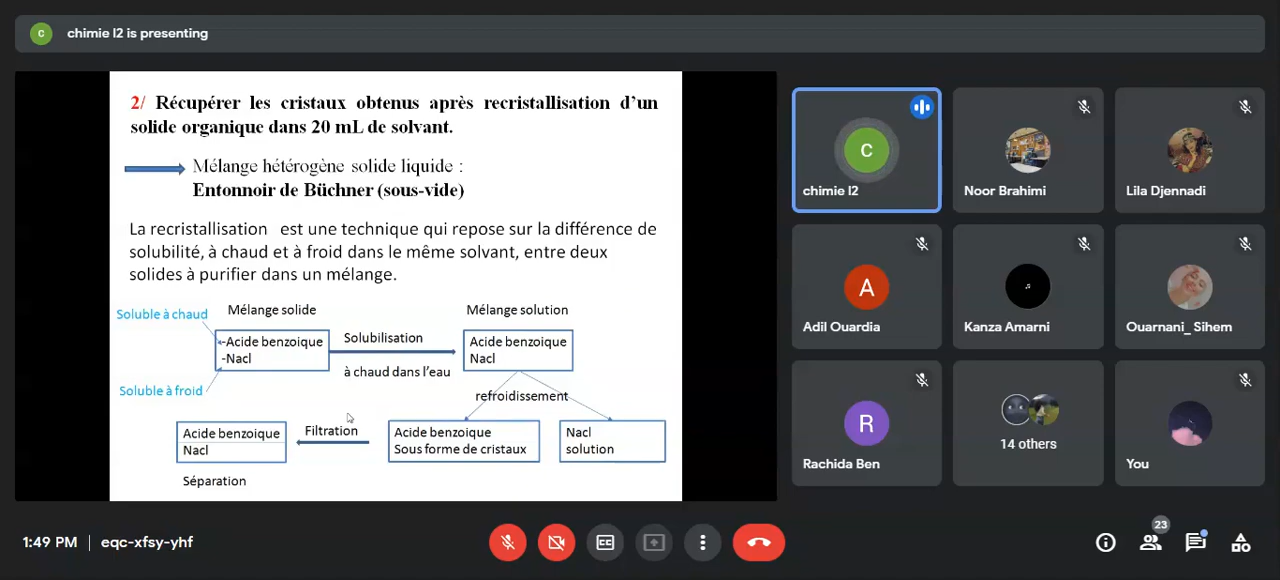 C
chimie l2 is presenting
2/ Récupérer les cristaux obtenus après recristallisation d’un
solide organique dans 20 mL de solvant.
Mélange hétérogène solide liquide :
Entonnoir de Büchner (sous-vide)
La recristallisation est une technique qui repose sur la différence de
solubilité, à chaud et à froid dans le même solvant, entre deux
solides à purifier dans un mélange.
Soluble à chaud
Mélange solide
Mélange solution
-Acide benzoique
-Nacl
Solubilisation
à chaud dans l’eau
Acide benzoique
Nacl
Soluble à froid
refroidissement
Acide benzoique
Nacl
Filtration
Acide benzoique
Sous forme de cristaux
Nacl
solution
Séparation
C
chimie l2
Noor Brahimi
Lila Djennadi
A
Adil Ouardia
Kanza Amarni
Ouarnani_ Sihem
R
Rachida Ben
14 others
You
1:49 PM | eqc-xfsy-yhf
CC
23